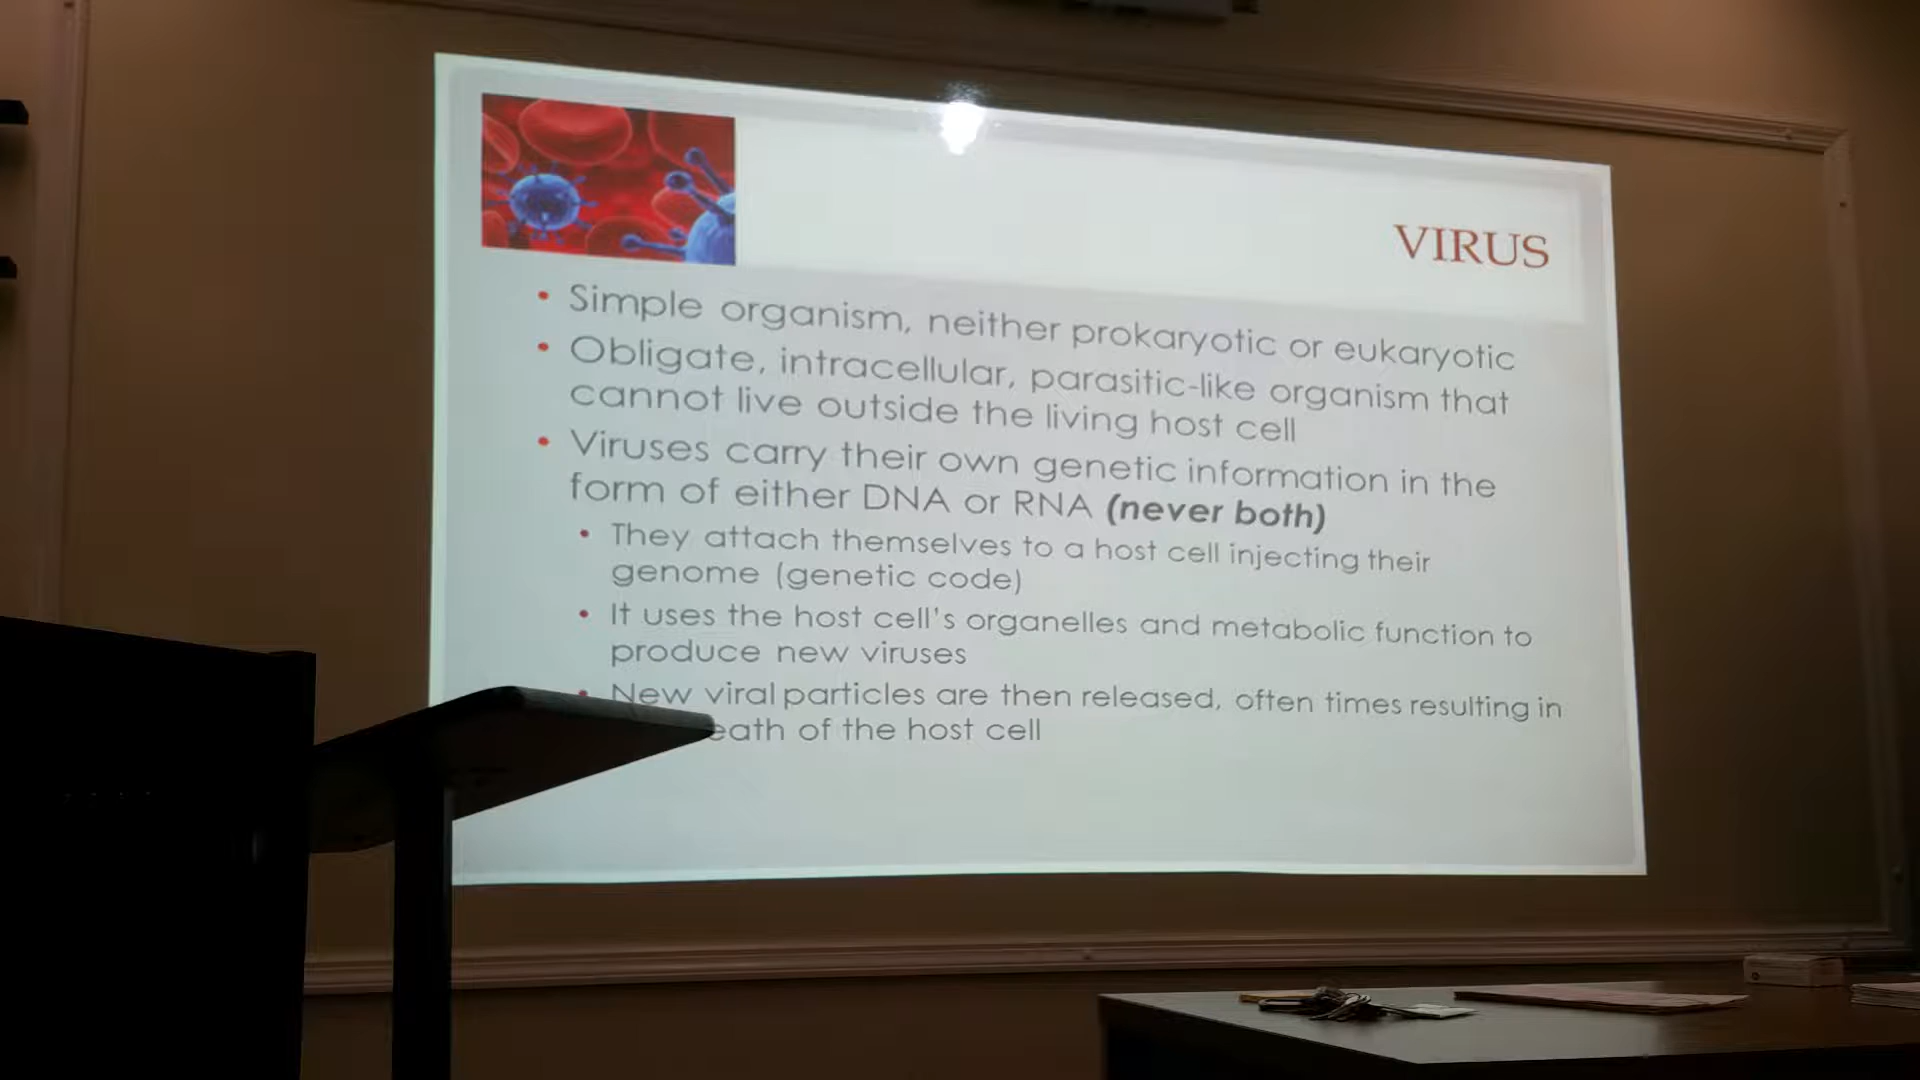 VIRUS
• Simple organism, neither prokaryotic or eukaryotic
• Obligate, intracellular, parasitic-like organism that
cannot live outside the living host cell
• Viruses carry their own genetic information in the
form of either DNA or RNA (never both)
• They attach themselves to a host cell injecting their
genome (genetic code)
• It uses the host cell's organelles and metabolic function to
produce new viruses
• New viral particles are then released, often times resulting in
of the host cell